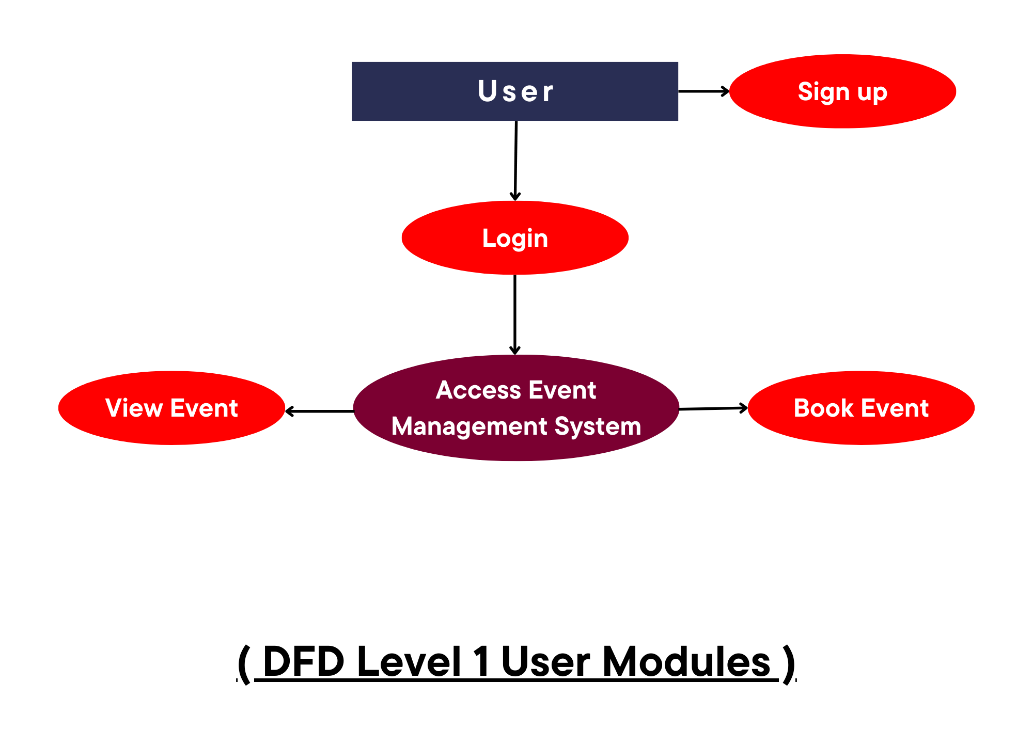 User
Sign up
Login
Access Event
Management System
View Event
Book Event
( DFD Level 1 User Modules )